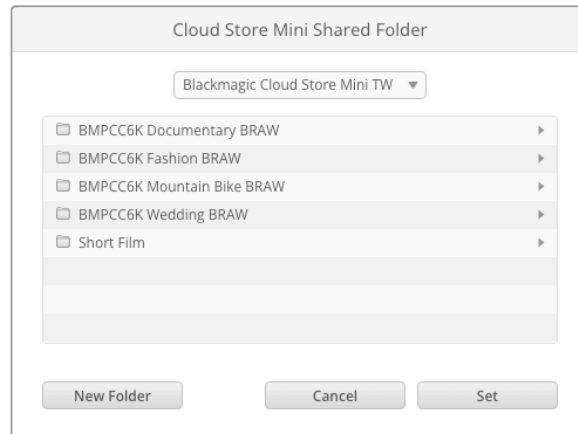 Cloud Store Mini Shared Folder
Blackmagic Cloud Store Mini TW
BMPCC6K Documentary BRAW
BMPCC6K Fashion BRAW
BMPCC6K Mountain Bike BRAW
BMPCC6K Wedding BRAW
Short Film
New Folder Cancel Set